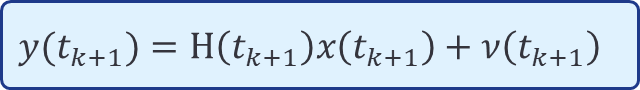 y(t_{k+1}) = H(t_{k+1})x(t_{k+1}) + ν(t_{k+1})